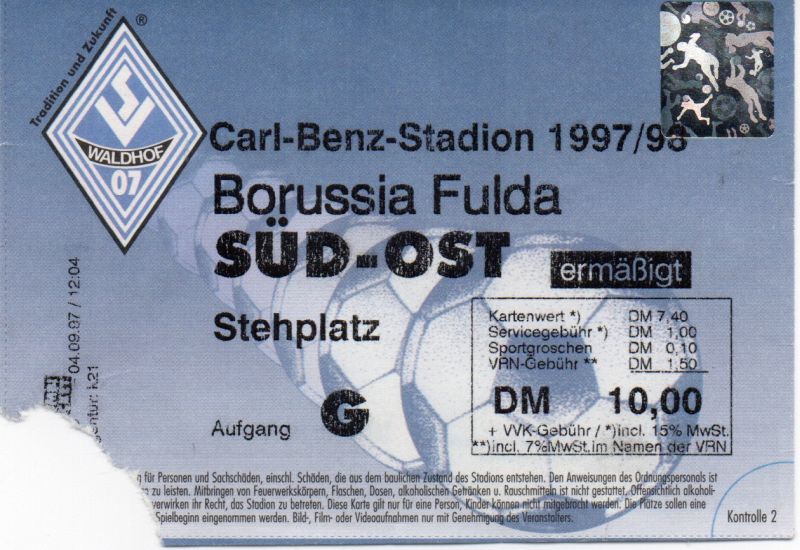 Tradition und Zukunft
®
SV
WALDHOF
07
Carl-Benz-Stadion 1997/98
Borussia Fulda
SÜD-OST
ermäßigt
Stehplatz
Kartenwert *) DM 7,40
Servicegebühr *) DM 1,00
Sportgroschen DM 0,10
VRN-Gebühr ** DM 1,50
DM 10,00
+ VVK-Gebühr / *)incl. 15% MwSt.
**)incl. 7%MwSt.im Namen der VRN
Aufgang G
04.09.97 / 12:04
entur: k21
g für Personen und Sachschäden, einschl. Schäden, die aus dem baulichen Zustand des Stadions entstehen. Den Anweisungen des Ordnungspersonals ist
zu leisten. Mitbringen von Feuerwerkskörpern, Flaschen, Dosen, alkoholischen Getränken u. Rauschmitteln ist nicht gestattet. Offensichtlich alkoholi-
verwirken ihr Recht, das Stadion zu betreten. Diese Karte gilt nur für eine Person, Kinder können nicht mitgebracht werden. Die Plätze sollen eine
Spielbeginn eingenommen werden. Bild-, Film- oder Videoaufnahmen nur mit Genehmigung des Veranstalters.
Kontrolle 2